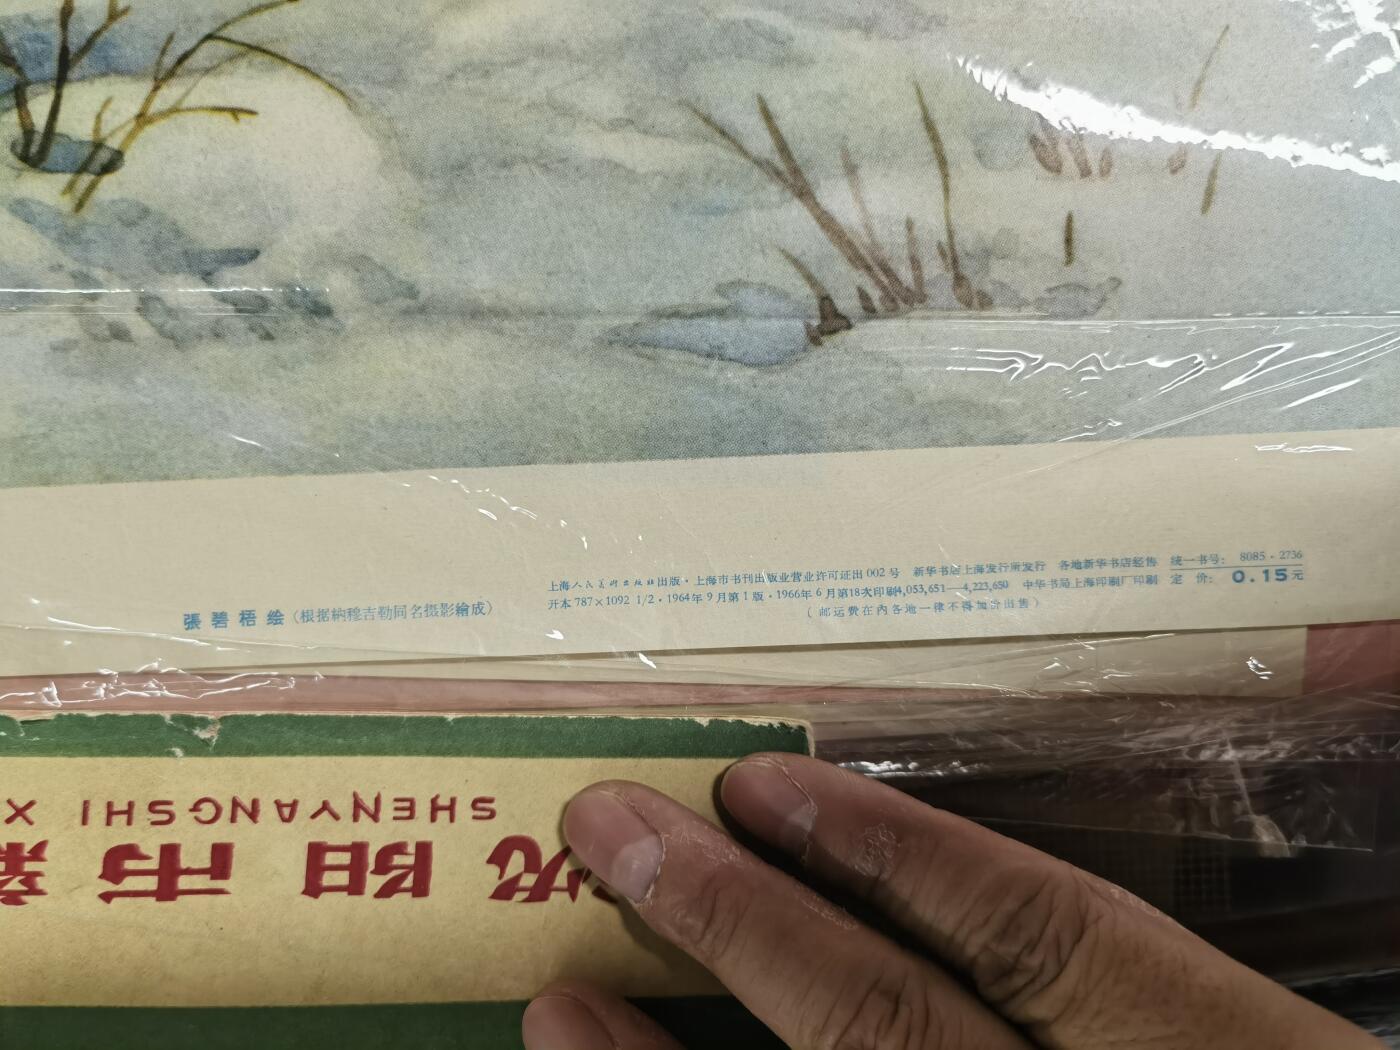 張碧梧绘（根据納穆吉勒同名摄影繪成）
上海人民美术出版社出版·上海市书刊出版业营业许可证出002号 新华书店上海发行所发行 各地新华书店经售 统一书号：8085·2736
开本787×1092 1/2·1964年9月第1版·1966年6月第18次印刷4,053,651—4,223,650 中华书局上海印刷厂印刷 定价：0.15元
（邮运费在内各地一律不得加价出售）
SHENYANGSHI X
沈阳市